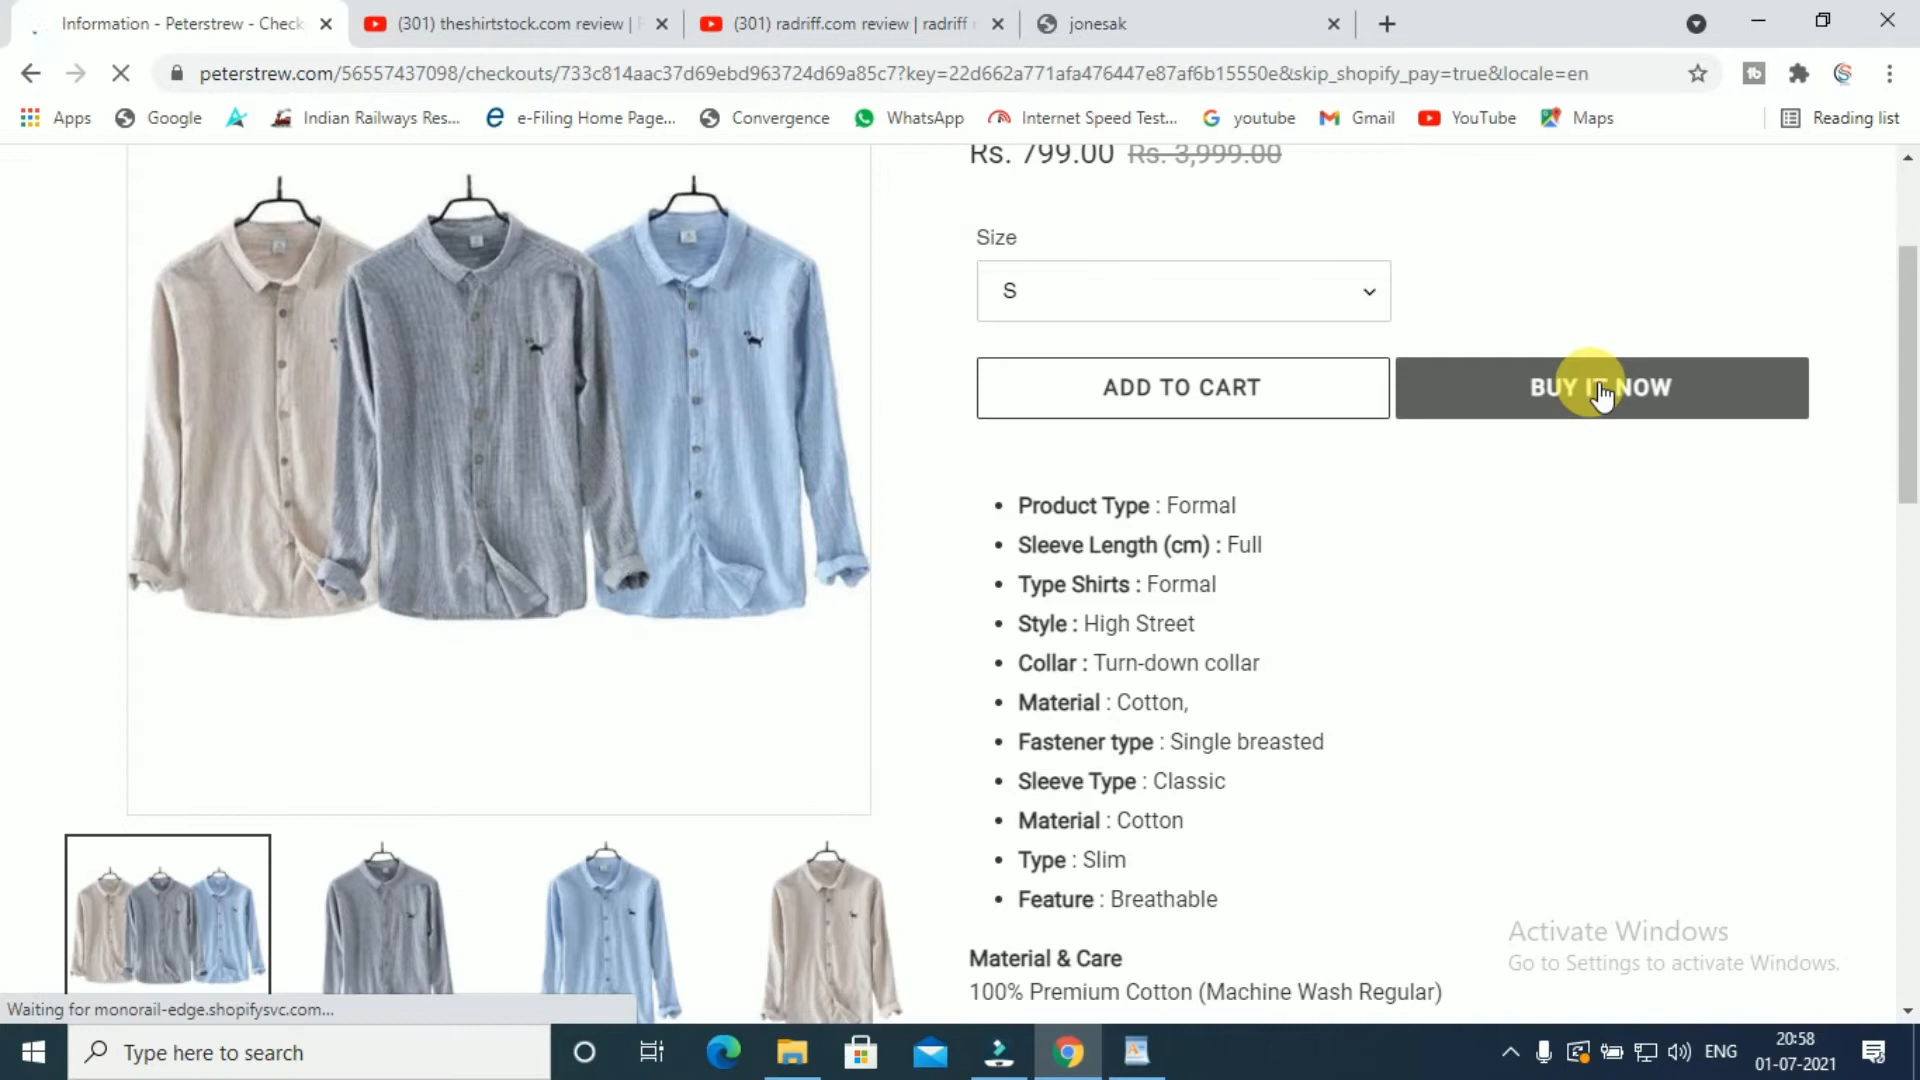 Information - Peterstrew - Check
(301) theshirtstock.com review |
(301) radriff.com review | radriff
jonesak
peterstrew.com/56557437098/checkouts/733c814aac37d69ebd963724d69a85c7?key=22d662a771afa476447e87af6b15550e&skip_shopify_pay=true&locale=en
Apps
Google
Indian Railways Res...
e-Filing Home Page...
Convergence
WhatsApp
Internet Speed Test...
youtube
Gmail
YouTube
Maps
Reading list
Rs. 799.00 Rs. 3,999.00
Size
S
ADD TO CART
BUY IT NOW
• Product Type : Formal
• Sleeve Length (cm) : Full
• Type Shirts : Formal
• Style : High Street
• Collar : Turn-down collar
• Material : Cotton,
• Fastener type : Single breasted
• Sleeve Type : Classic
• Material : Cotton
• Type : Slim
• Feature : Breathable
Material & Care
100% Premium Cotton (Machine Wash Regular)
Activate Windows
Go to Settings to activate Windows.
Waiting for monorail-edge.shopifysvc.com...
Type here to search
ENG
20:58
01-07-2021